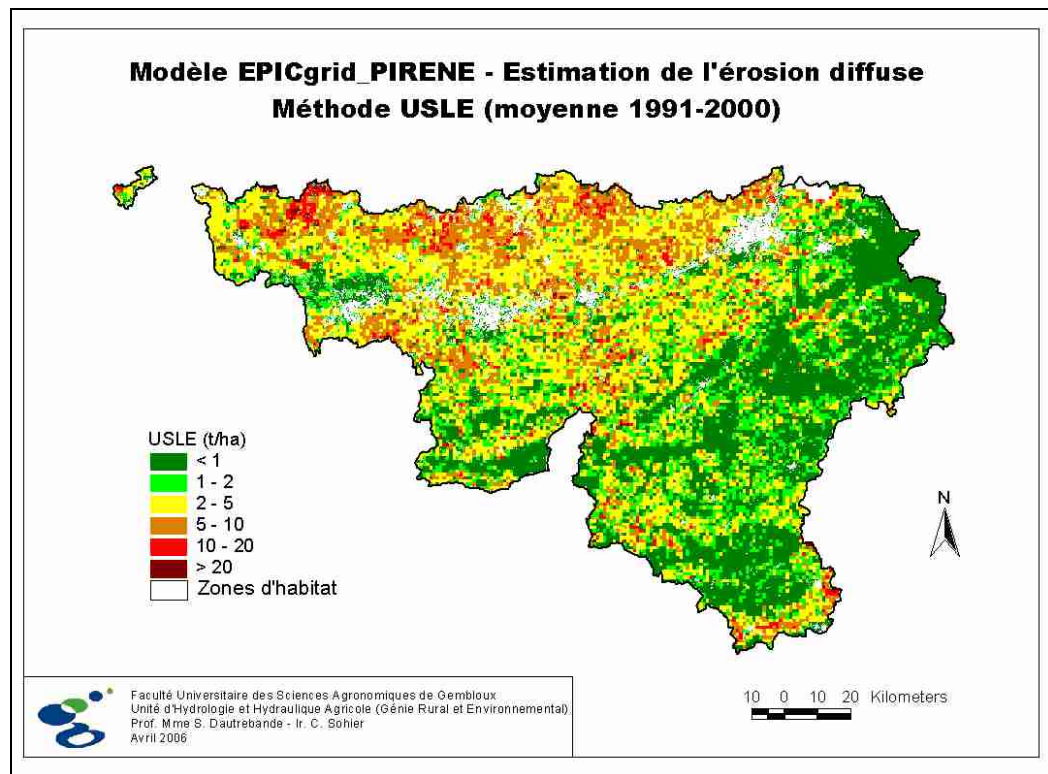 Modèle EPICgrid_PIRENE - Estimation de l'érosion diffuse
Méthode USLE (moyenne 1991-2000)
USLE (t/ha)
< 1
1 - 2
2 - 5
5 - 10
10 - 20
> 20
Zones d'habitat
N
Faculté Universitaire des Sciences Agronomiques de Gembloux
Unité d'Hydrologie et Hydraulique Agricole (Génie Rural et Environnemental)
Prof. Mme S. Dautrebande - Ir. C. Sohier
Avril 2006
10 0 10 20 Kilometers